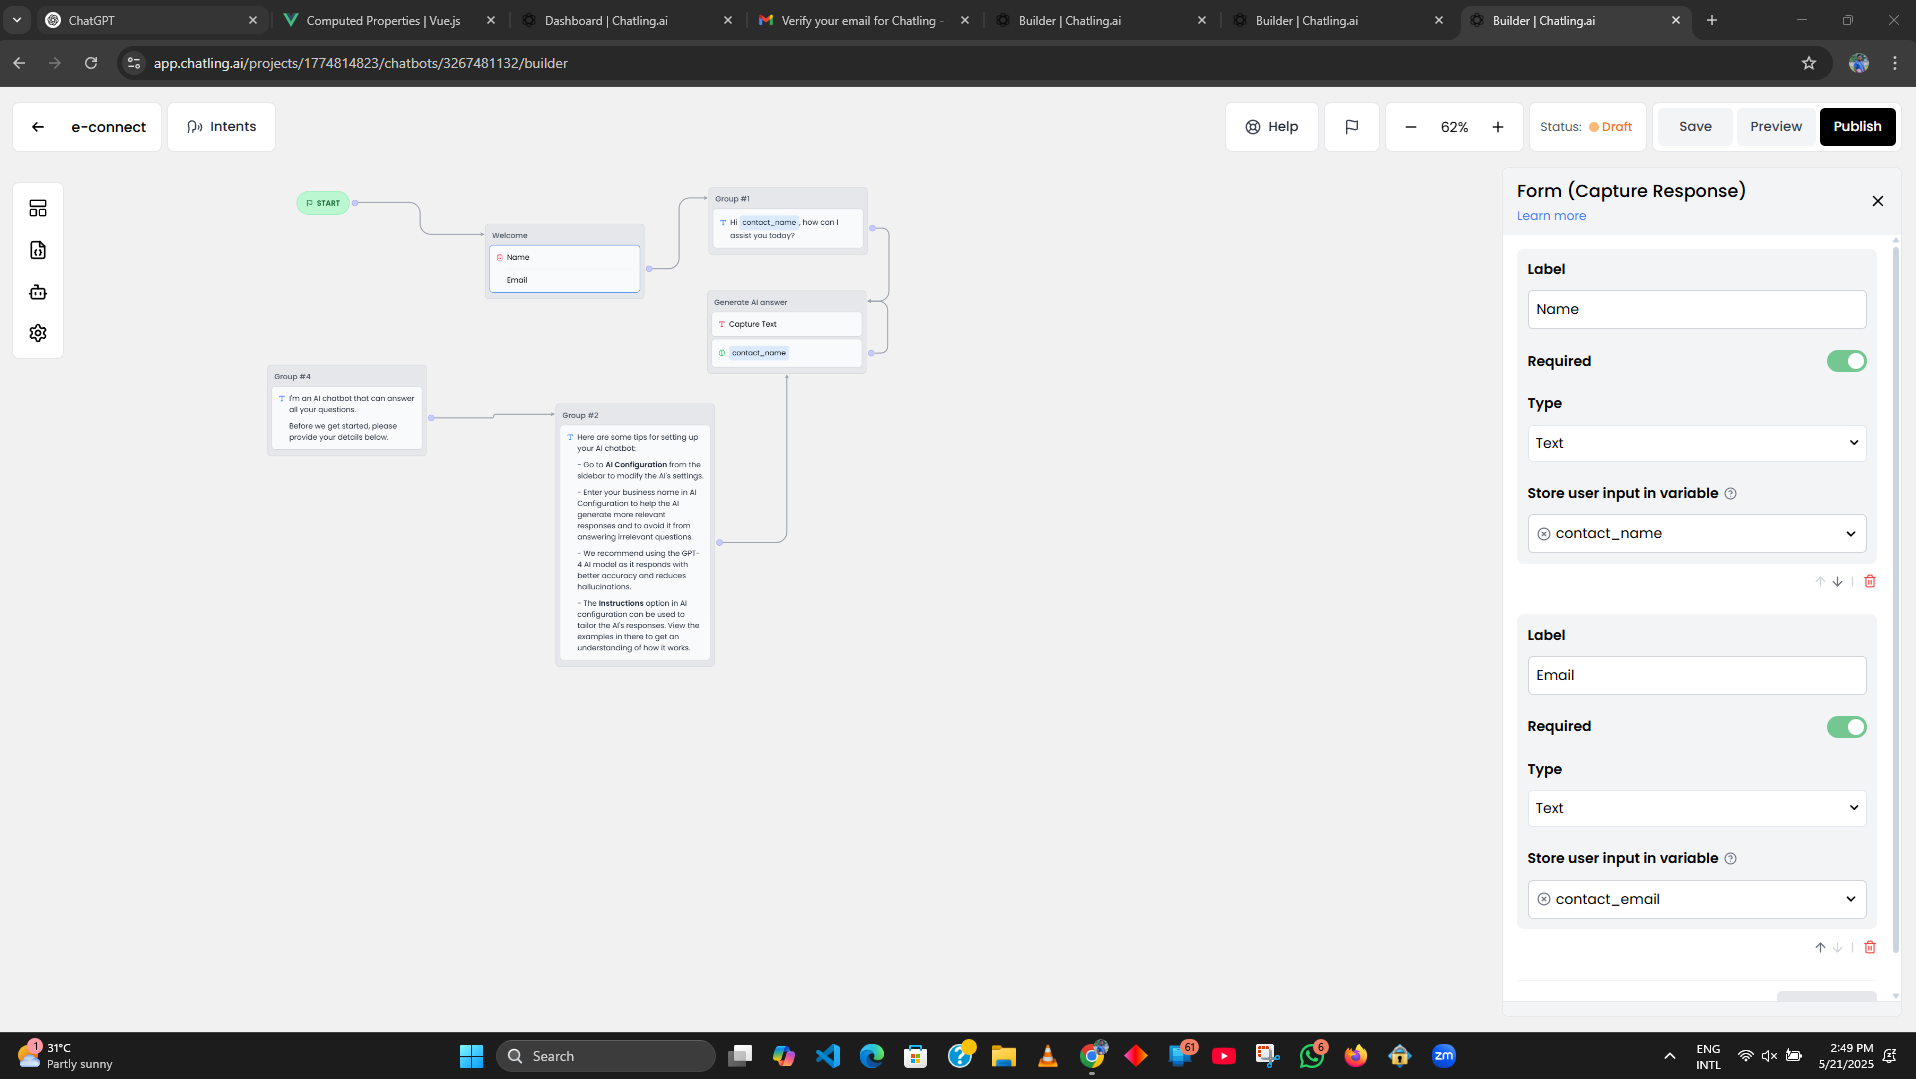 ChatGPT
Computed Properties | Vue.js
Dashboard | Chatling.ai
Verify your email for Chatling -
Builder | Chatling.ai
Builder | Chatling.ai
Builder | Chatling.ai
app.chatling.ai/projects/1774814823/chatbots/3267481132/builder
e-connect
Intents
Help
62%
Status: Draft
Save
Preview
Publish
START
Welcome
Name
Email
Group #1
Hi contact_name, how can I
assist you today?
Generate AI answer
Capture Text
contact_name
Group #4
I'm an AI chatbot that can answer
all your questions.
Before we get started, please
provide your details below.
Group #2
Here are some tips for setting up
your AI chatbot:
- Go to AI Configuration from the
sidebar to modify the AI's settings.
- Enter your business name in AI
Configuration to help the AI
generate more relevant
responses and to avoid it from
answering irrelevant questions.
- We recommend using the GPT-
4 AI model as it responds with
better accuracy and reduces
hallucinations.
- The Instructions option in AI
configuration can be used to
tailor the AI's responses. View the
examples in there to get an
understanding of how it works.
Form (Capture Response)
Learn more
Label
Name
Required
Type
Text
Store user input in variable
contact_name
Label
Email
Required
Type
Text
Store user input in variable
contact_email
1
31°C
Partly sunny
Search
61
6
zm
ENG
INTL
2:49 PM
5/21/2025